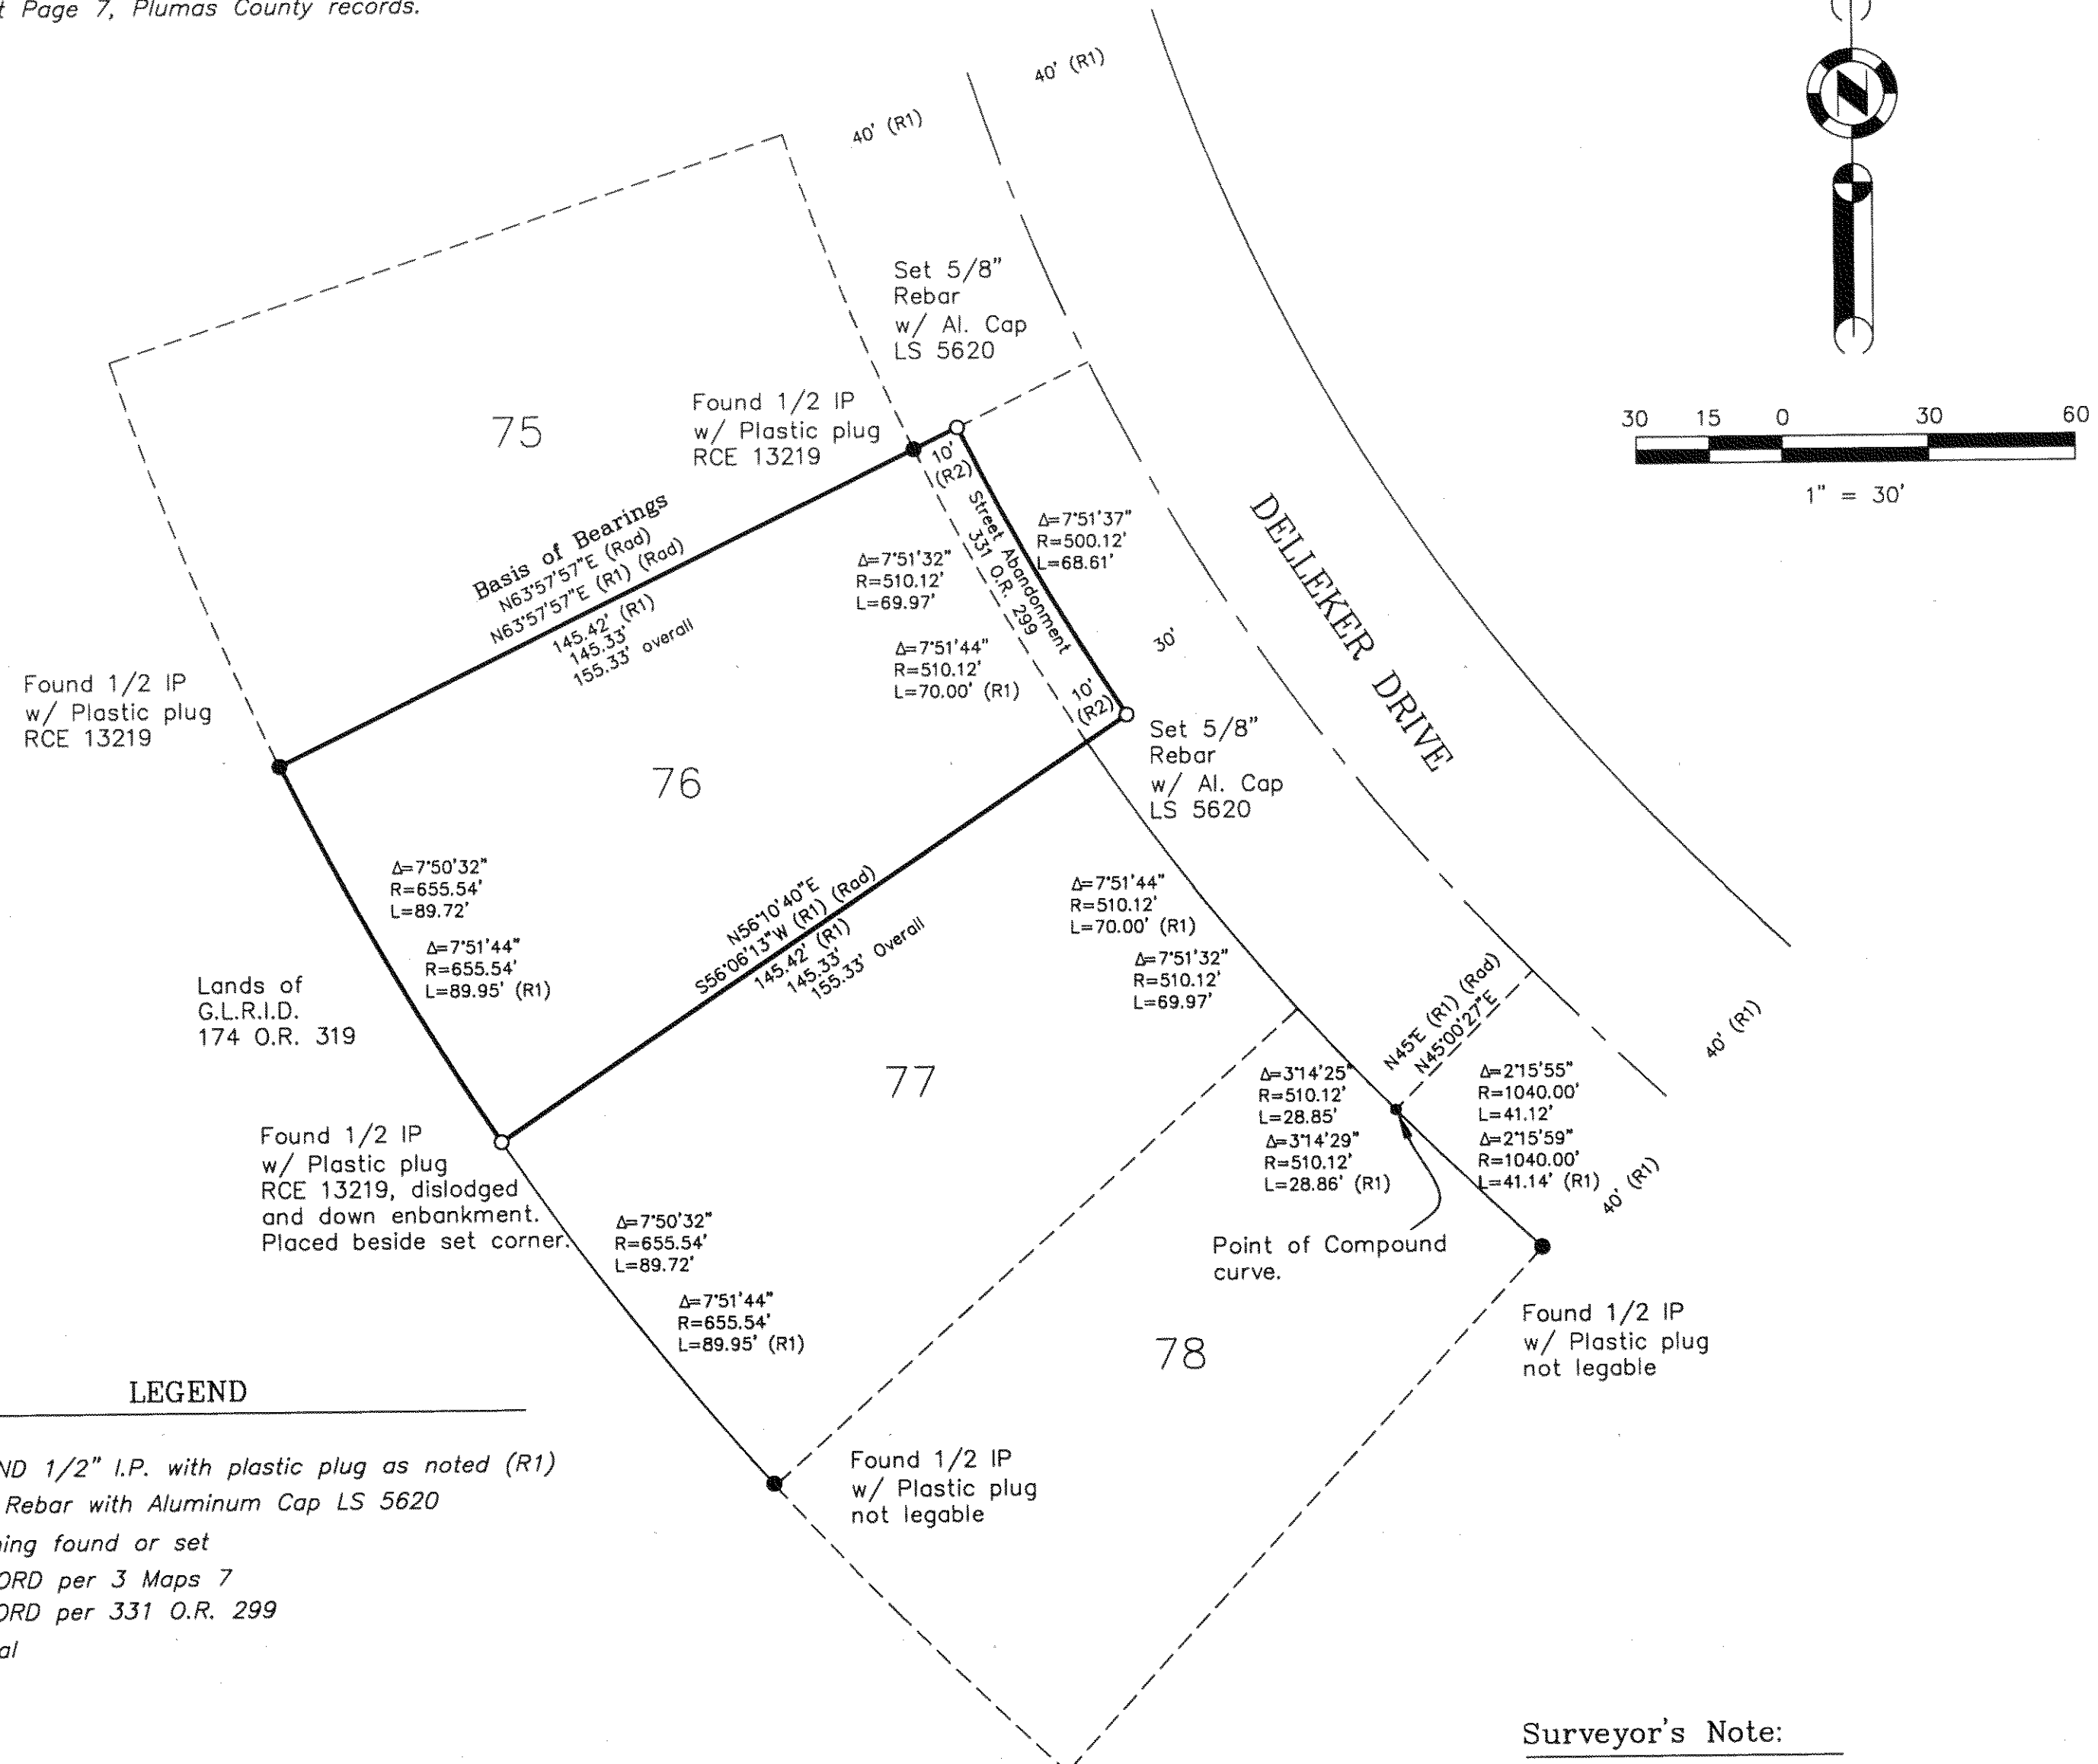 Page 7, Plumas County records.
40' (R1)
40' (R1)
Set 5/8"
Rebar
w/ Al. Cap
LS 5620
30 15 0 30 60
1" = 30'
75
Found 1/2 IP
w/ Plastic plug
RCE 13219
10'
(R2)
Street Abandonment
331 O.R. 299
Δ=7°51'37"
R=500.12'
L=68.61'
DELLEKER DRIVE
Basis of Bearings
N63°57'57"E (Rad)
N63°57'57"E (R1) (Rad)
145.42' (R1)
145.33'
155.33' overall
Δ=7°51'32"
R=510.12'
L=69.97'
Δ=7°51'44"
R=510.12'
L=70.00' (R1)
30'
10'
(R2)
Found 1/2 IP
w/ Plastic plug
RCE 13219
76
Set 5/8"
Rebar
w/ Al. Cap
LS 5620
Δ=7°50'32"
R=655.54'
L=89.72'
Δ=7°51'44"
R=655.54'
L=89.95' (R1)
N56°10'40"E
S56°06'13"W (R1) (Rad)
145.42' (R1)
145.33'
155.33' Overall
Δ=7°51'44"
R=510.12'
L=70.00' (R1)
Δ=7°51'32"
R=510.12'
L=69.97'
Lands of
G.L.R.I.D.
174 O.R. 319
77
N45°E (R1) (Rad)
N45°00'27"E
40' (R1)
Δ=3°14'25"
R=510.12'
L=28.85'
Δ=3°14'29"
R=510.12'
L=28.86' (R1)
Δ=2°15'55"
R=1040.00'
L=41.12'
Δ=2°15'59"
R=1040.00'
L=41.14' (R1)
40' (R1)
Found 1/2 IP
w/ Plastic plug
RCE 13219, dislodged
and down enbankment.
Placed beside set corner.
Δ=7°50'32"
R=655.54'
L=89.72'
Δ=7°51'44"
R=655.54'
L=89.95' (R1)
Point of Compound
curve.
78
Found 1/2 IP
w/ Plastic plug
not legable
LEGEND
ND 1/2" I.P. with plastic plug as noted (R1)
Rebar with Aluminum Cap LS 5620
ing found or set
ORD per 3 Maps 7
ORD per 331 O.R. 299
al
Found 1/2 IP
w/ Plastic plug
not legable
Surveyor's Note: